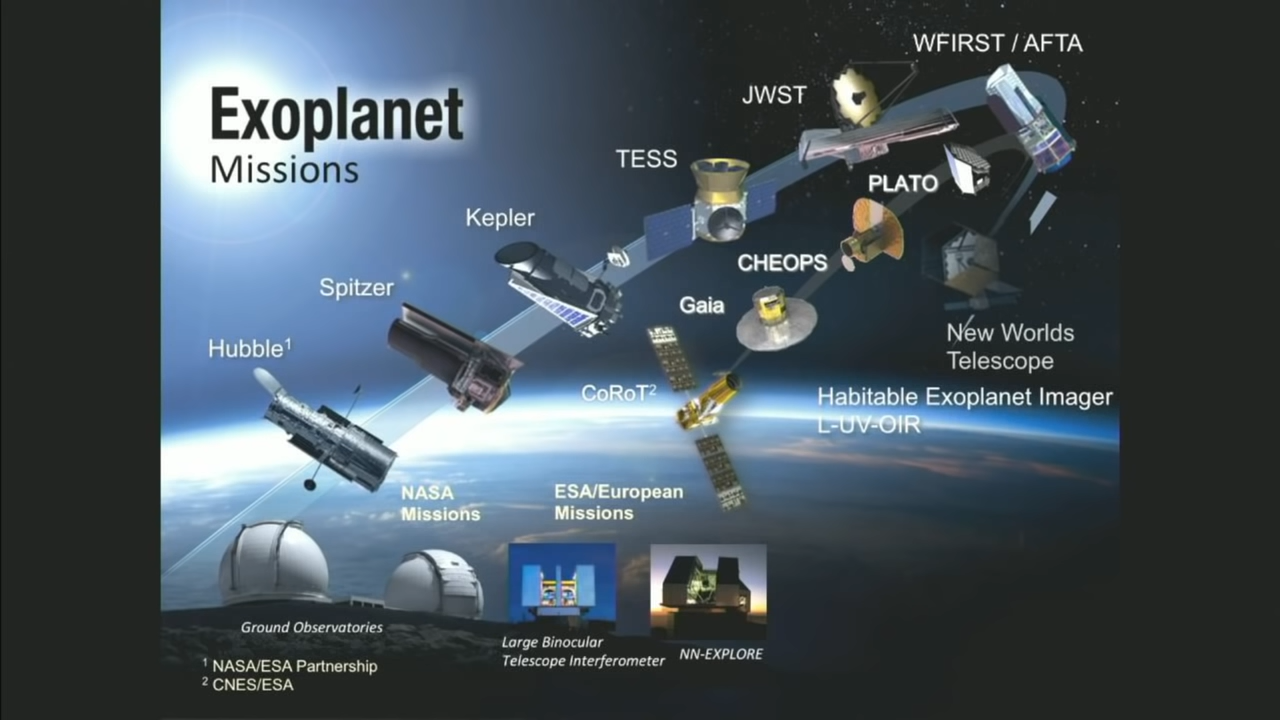 Exoplanet
Missions
WFIRST / AFTA
JWST
TESS
PLATO
Kepler
CHEOPS
Spitzer
Gaia
Hubble¹
New Worlds
Telescope
CoRoT²
Habitable Exoplanet Imager
L-UV-OIR
NASA
Missions
ESA/European
Missions
Ground Observatories
Large Binocular
Telescope Interferometer
NN-EXPLORE
¹ NASA/ESA Partnership
² CNES/ESA